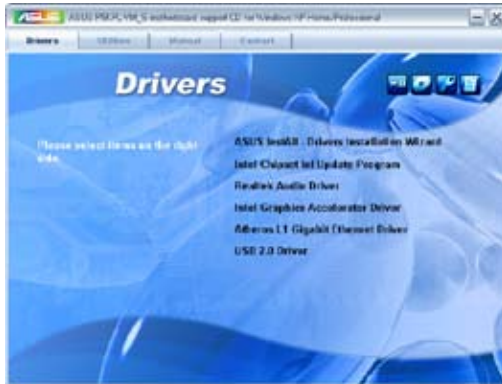 ASUS motherboard support CD for Windows XP Home/Professional
Drivers Utilities Manual Contact
Drivers
Please select items on the right side.
ASUS InstAll - Drivers Installation Wizard
Intel Chipset Inf Update Program
Realtek Audio Driver
Intel Graphics Accelerator Driver
Atheros L1 Gigabit Ethernet Driver
USB 2.0 Driver